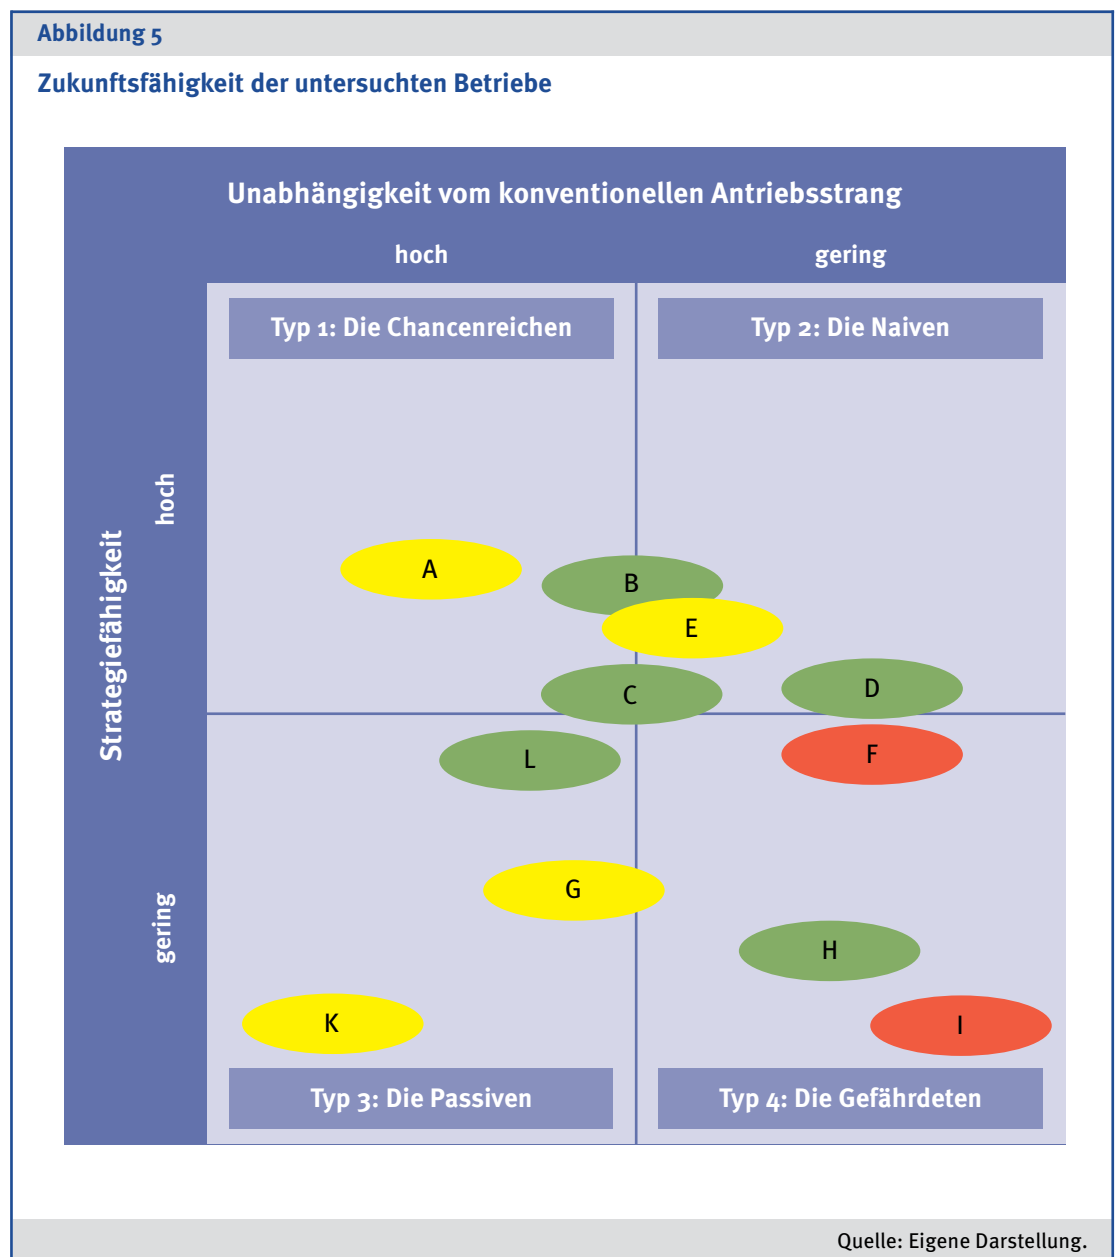 Abbildung 5
Zukunftsfähigkeit der untersuchten Betriebe
Unabhängigkeit vom konventionellen Antriebsstrang
hoch
gering
Strategiefähigkeit
hoch
gering
Typ 1: Die Chancenreichen
Typ 2: Die Naiven
A
B
E
C
D
L
F
G
H
K
I
Typ 3: Die Passiven
Typ 4: Die Gefährdeten
Quelle: Eigene Darstellung.